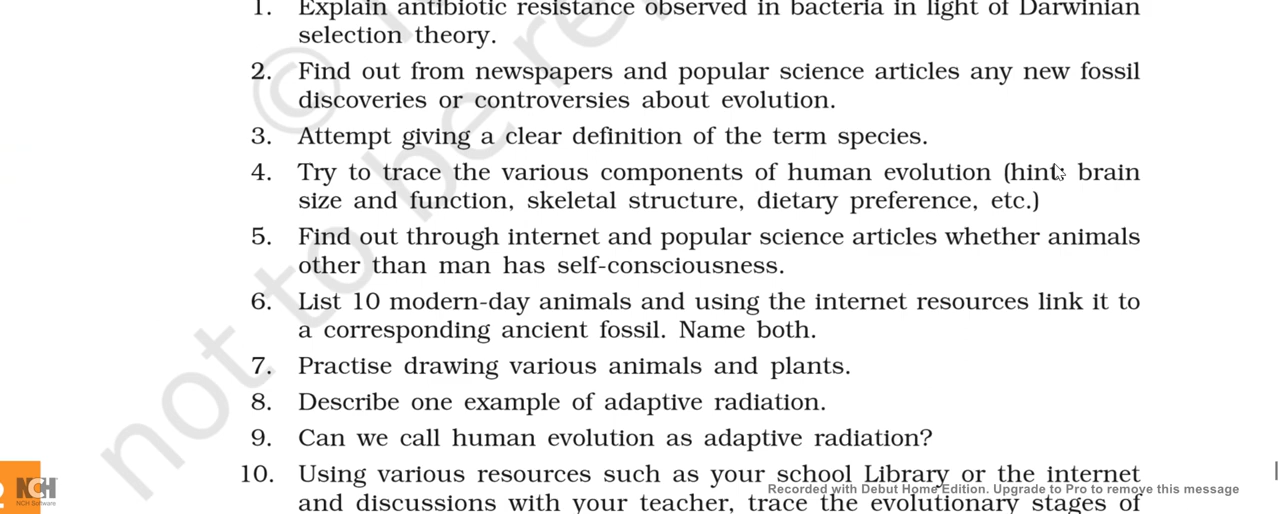 1. Explain antibiotic resistance observed in bacteria in light of Darwinian
selection theory.
2. Find out from newspapers and popular science articles any new fossil
discoveries or controversies about evolution.
3. Attempt giving a clear definition of the term species.
4. Try to trace the various components of human evolution (hint: brain
size and function, skeletal structure, dietary preference, etc.)
5. Find out through internet and popular science articles whether animals
other than man has self-consciousness.
6. List 10 modern-day animals and using the internet resources link it to
a corresponding ancient fossil. Name both.
7. Practise drawing various animals and plants.
8. Describe one example of adaptive radiation.
9. Can we call human evolution as adaptive radiation?
10. Using various resources such as your school Library or the internet
and discussions with your teacher, trace the evolutionary stages of
Recorded with Debut Home Edition. Upgrade to Pro to remove this message
NCH
NCH Software
©
not to be re